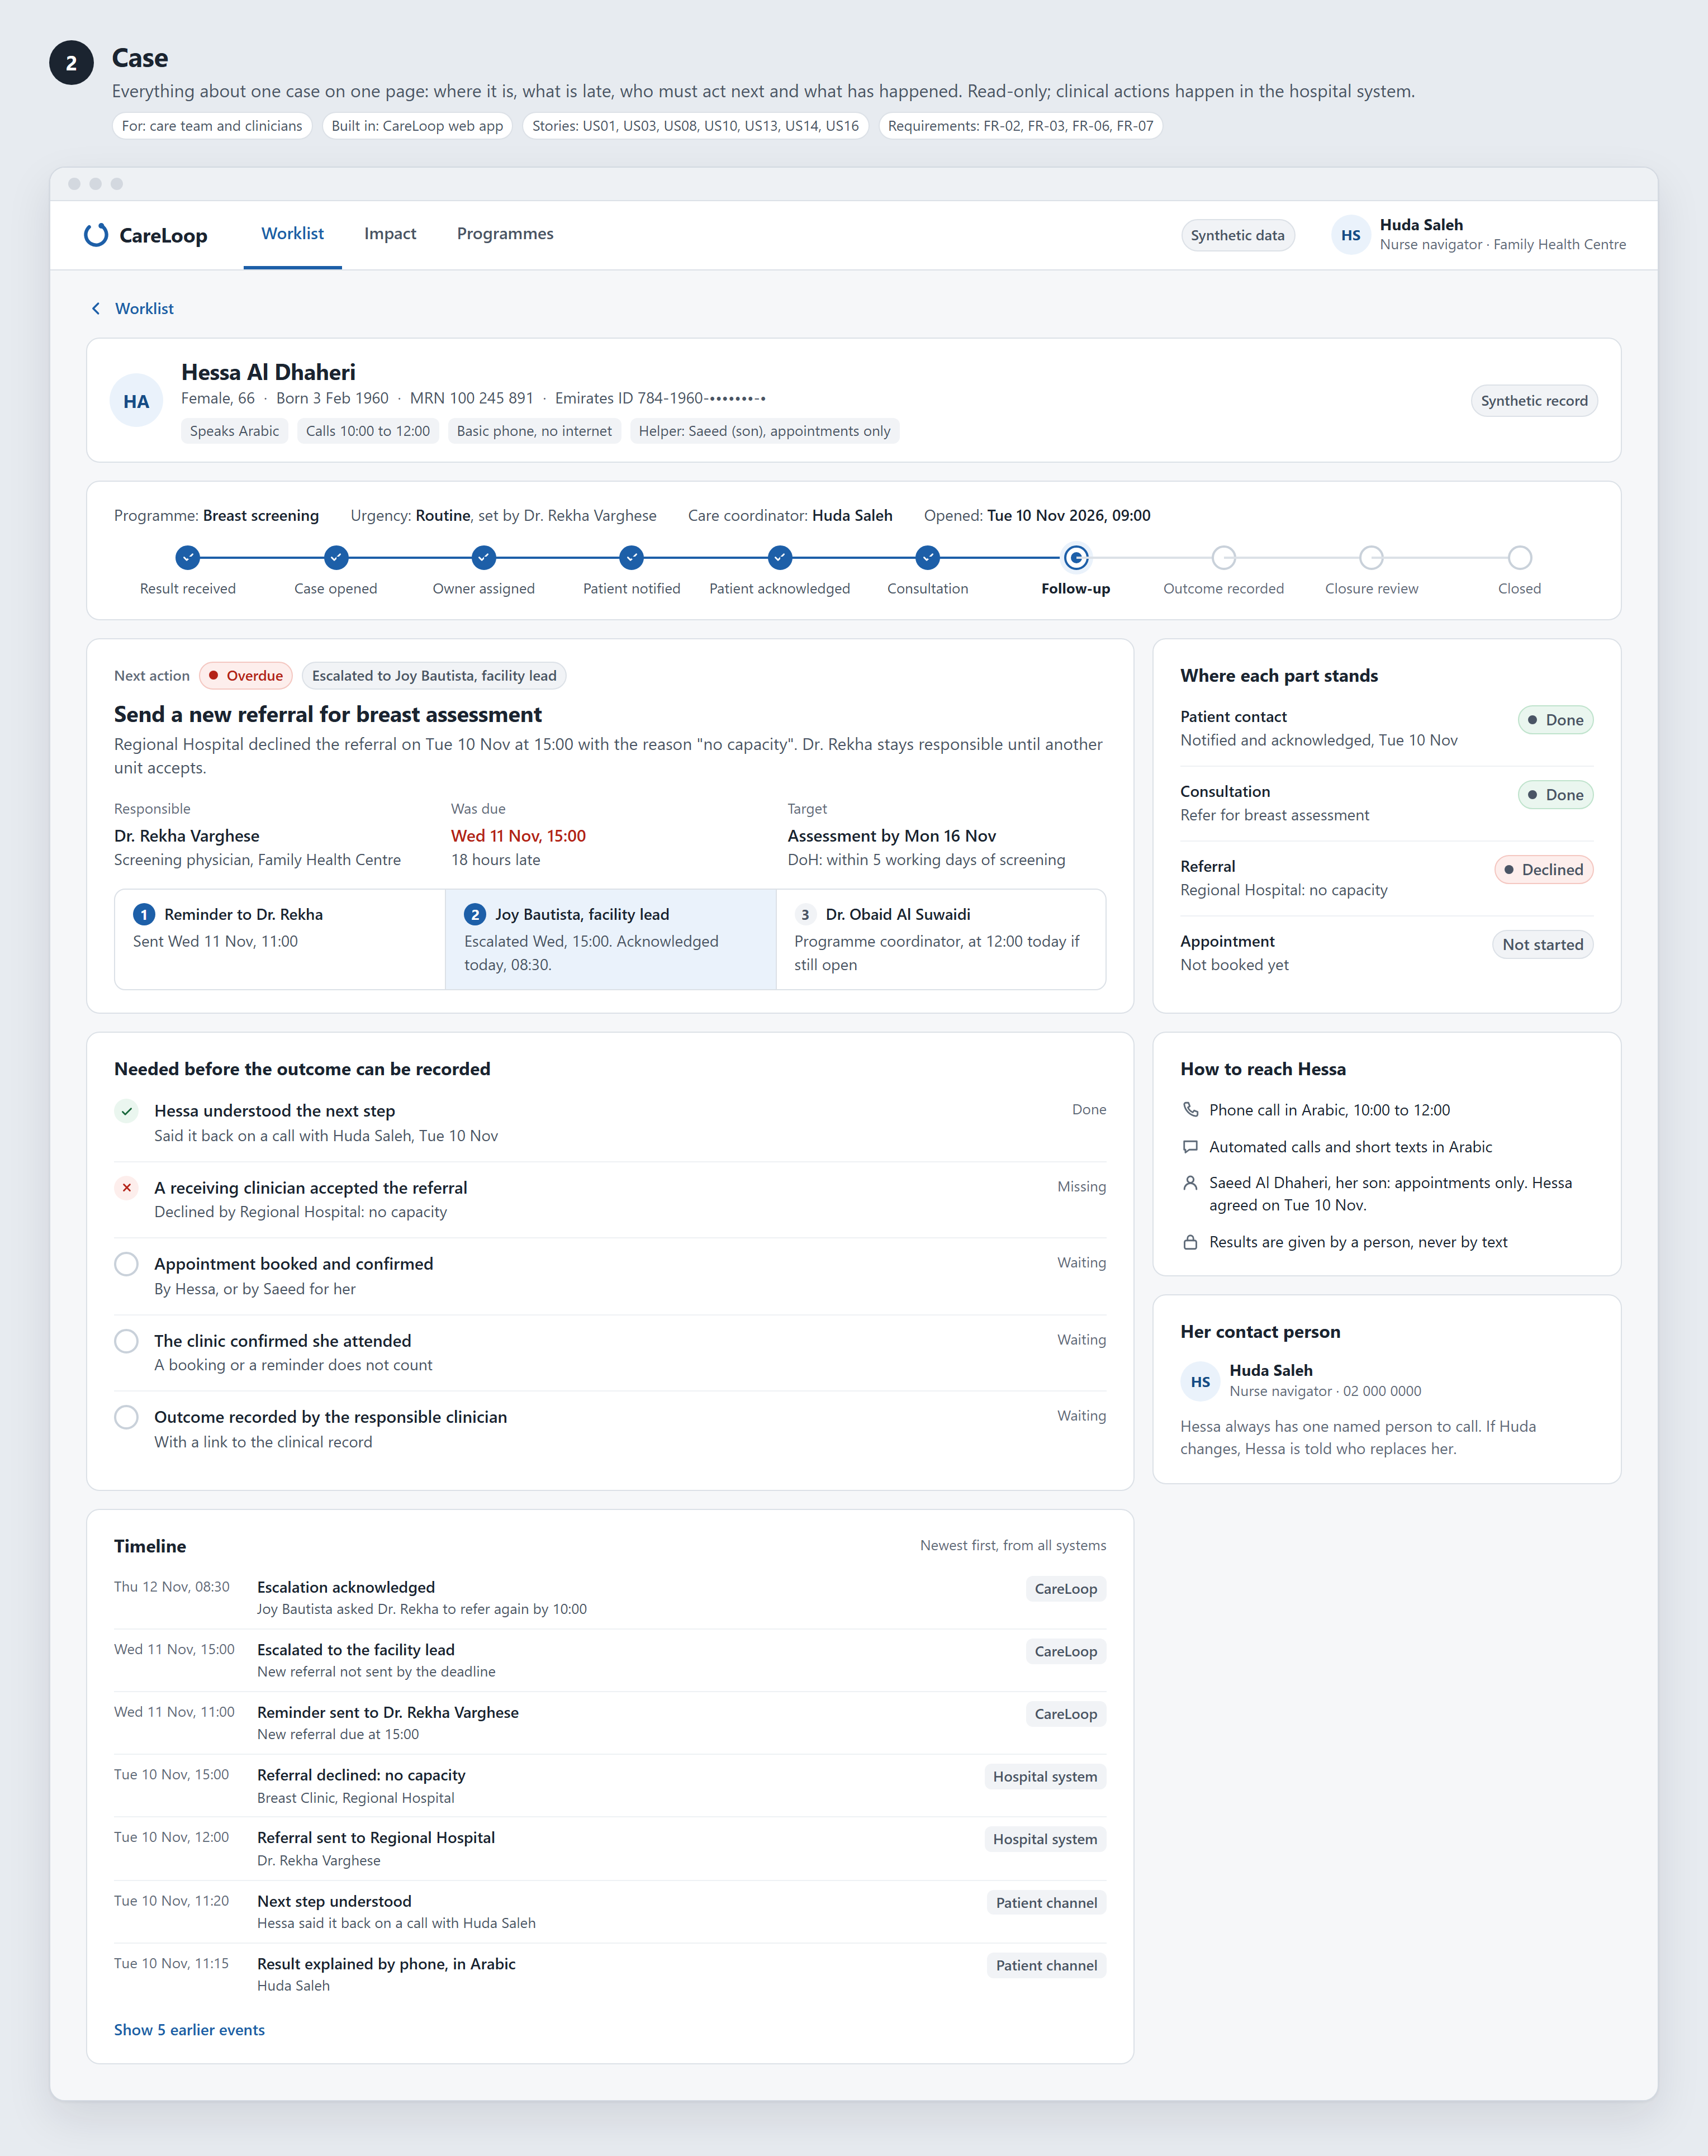 2
Case
Everything about one case on one page: where it is, what is late, who must act next and what has happened. Read-only; clinical actions happen in the hospital system.
For: care team and clinicians
Built in: CareLoop web app
Stories: US01, US03, US08, US10, US13, US14, US16
Requirements: FR-02, FR-03, FR-06, FR-07
CareLoop
Worklist
Impact
Programmes
Synthetic data
HS
Huda Saleh
Nurse navigator · Family Health Centre
Worklist
HA
Hessa Al Dhaheri
Female, 66 · Born 3 Feb 1960 · MRN 100 245 891 · Emirates ID 784-1960-•••••••-•
Speaks Arabic
Calls 10:00 to 12:00
Basic phone, no internet
Helper: Saeed (son), appointments only
Synthetic record
Programme: Breast screening
Urgency: Routine, set by Dr. Rekha Varghese
Care coordinator: Huda Saleh
Opened: Tue 10 Nov 2026, 09:00
Result received
Case opened
Owner assigned
Patient notified
Patient acknowledged
Consultation
Follow-up
Outcome recorded
Closure review
Closed
Next action
Overdue
Escalated to Joy Bautista, facility lead
Send a new referral for breast assessment
Regional Hospital declined the referral on Tue 10 Nov at 15:00 with the reason "no capacity". Dr. Rekha stays responsible until another
unit accepts.
Responsible
Dr. Rekha Varghese
Screening physician, Family Health Centre
Was due
Wed 11 Nov, 15:00
18 hours late
Target
Assessment by Mon 16 Nov
DoH: within 5 working days of screening
1 Reminder to Dr. Rekha
Sent Wed 11 Nov, 11:00
2 Joy Bautista, facility lead
Escalated Wed, 15:00. Acknowledged
today, 08:30.
3 Dr. Obaid Al Suwaidi
Programme coordinator, at 12:00 today if
still open
Where each part stands
Patient contact
Notified and acknowledged, Tue 10 Nov
Done
Consultation
Refer for breast assessment
Done
Referral
Regional Hospital: no capacity
Declined
Appointment
Not booked yet
Not started
Needed before the outcome can be recorded
Hessa understood the next step
Said it back on a call with Huda Saleh, Tue 10 Nov
Done
A receiving clinician accepted the referral
Declined by Regional Hospital: no capacity
Missing
Appointment booked and confirmed
By Hessa, or by Saeed for her
Waiting
The clinic confirmed she attended
A booking or a reminder does not count
Waiting
Outcome recorded by the responsible clinician
With a link to the clinical record
Waiting
How to reach Hessa
Phone call in Arabic, 10:00 to 12:00
Automated calls and short texts in Arabic
Saeed Al Dhaheri, her son: appointments only. Hessa
agreed on Tue 10 Nov.
Results are given by a person, never by text
Her contact person
HS
Huda Saleh
Nurse navigator · 02 000 0000
Hessa always has one named person to call. If Huda
changes, Hessa is told who replaces her.
Timeline
Newest first, from all systems
Thu 12 Nov, 08:30
Escalation acknowledged
Joy Bautista asked Dr. Rekha to refer again by 10:00
CareLoop
Wed 11 Nov, 15:00
Escalated to the facility lead
New referral not sent by the deadline
CareLoop
Wed 11 Nov, 11:00
Reminder sent to Dr. Rekha Varghese
New referral due at 15:00
CareLoop
Tue 10 Nov, 15:00
Referral declined: no capacity
Breast Clinic, Regional Hospital
Hospital system
Tue 10 Nov, 12:00
Referral sent to Regional Hospital
Dr. Rekha Varghese
Hospital system
Tue 10 Nov, 11:20
Next step understood
Hessa said it back on a call with Huda Saleh
Patient channel
Tue 10 Nov, 11:15
Result explained by phone, in Arabic
Huda Saleh
Patient channel
Show 5 earlier events